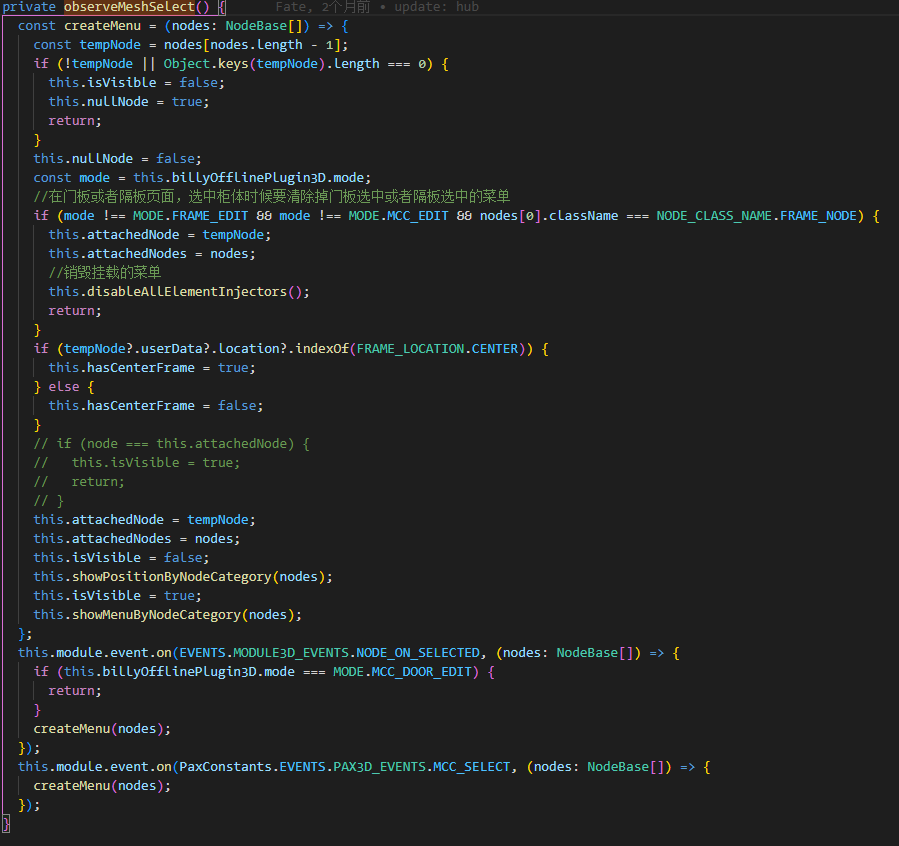 private observeMeshSelect() {      Fate, 2个月前 • update: hub
  const createMenu = (nodes: NodeBase[]) => {
    const tempNode = nodes[nodes.length - 1];
    if (!tempNode || Object.keys(tempNode).length === 0) {
      this.isVisible = false;
      this.nullNode = true;
      return;
    }
    this.nullNode = false;
    const mode = this.billyOfflinePlugin3D.mode;
    //在门板或者隔板页面，选中柜体时候要清除掉门板选中或者隔板选中的菜单
    if (mode !== MODE.FRAME_EDIT && mode !== MODE.MCC_EDIT && nodes[0].className === NODE_CLASS_NAME.FRAME_NODE) {
      this.attachedNode = tempNode;
      this.attachedNodes = nodes;
      //销毁挂载的菜单
      this.disableAllElementInjectors();
      return;
    }
    if (tempNode?.userData?.location?.indexOf(FRAME_LOCATION.CENTER)) {
      this.hasCenterFrame = true;
    } else {
      this.hasCenterFrame = false;
    }
    // if (node === this.attachedNode) {
    //   this.isVisible = true;
    //   return;
    // }
    this.attachedNode = tempNode;
    this.attachedNodes = nodes;
    this.isVisible = false;
    this.showPositionByNodeCategory(nodes);
    this.isVisible = true;
    this.showMenuByNodeCategory(nodes);
  };
  this.module.event.on(EVENTS.MODULE3D_EVENTS.NODE_ON_SELECTED, (nodes: NodeBase[]) => {
    if (this.billyOfflinePlugin3D.mode === MODE.MCC_DOOR_EDIT) {
      return;
    }
    createMenu(nodes);
  });
  this.module.event.on(PaxConstants.EVENTS.PAX3D_EVENTS.MCC_SELECT, (nodes: NodeBase[]) => {
    createMenu(nodes);
  });
}